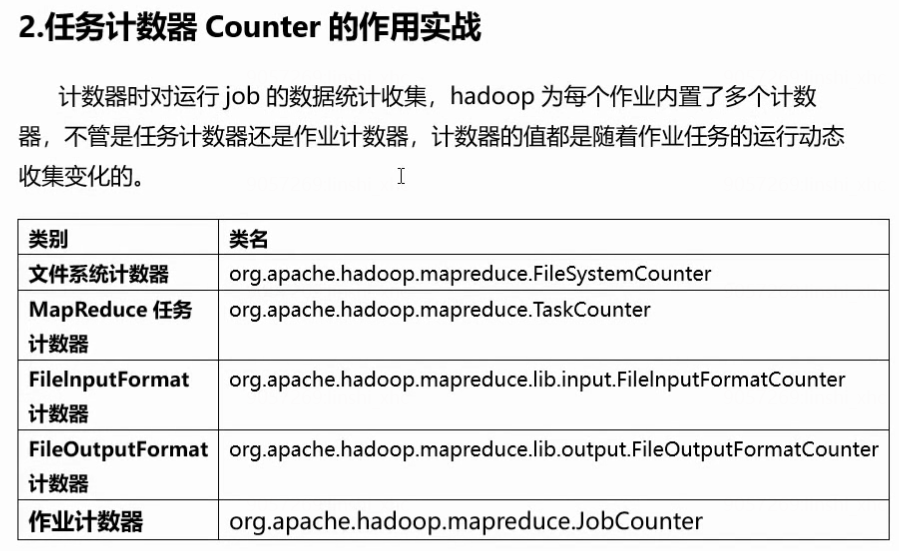 2.任务计数器 Counter 的作用实战
计数器时对运行 job 的数据统计收集，hadoop 为每个作业内置了多个计数
器，不管是任务计数器还是作业计数器，计数器的值都是随着作业任务的运行动态
收集变化的。
类别 类名
文件系统计数器 org.apache.hadoop.mapreduce.FileSystemCounter
MapReduce 任务 org.apache.hadoop.mapreduce.TaskCounter
计数器
FileInputFormat org.apache.hadoop.mapreduce.lib.input.FileInputFormatCounter
计数器
FileOutputFormat org.apache.hadoop.mapreduce.lib.output.FileOutputFormatCounter
计数器
作业计数器 org.apache.hadoop.mapreduce.JobCounter